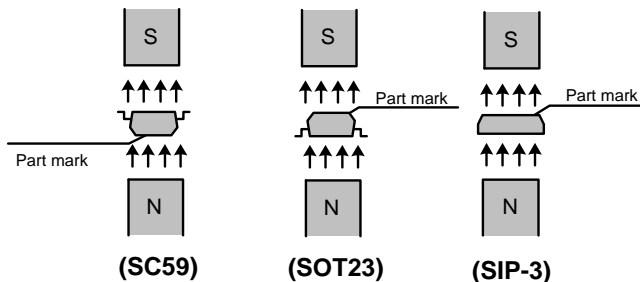 S S S
Part mark Part mark
Part mark
N N N
(SC59) (SOT23) (SIP-3)